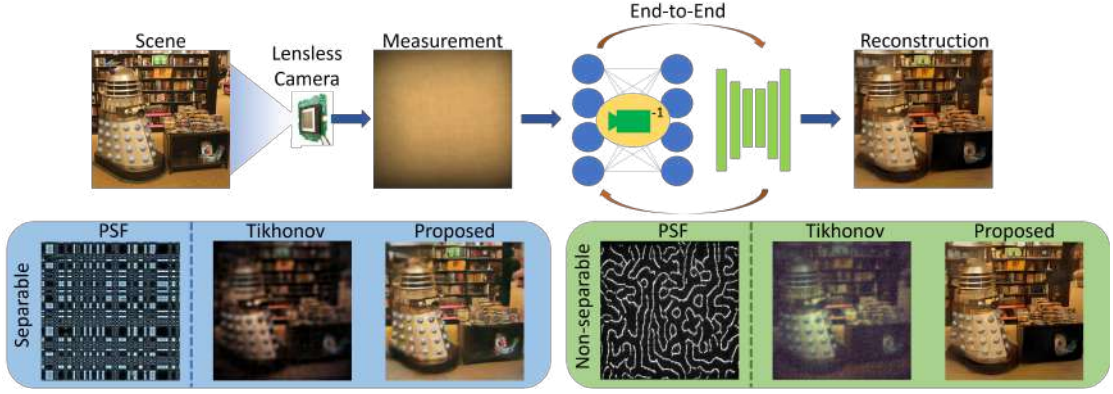 End-to-End
Scene
Lensless
Camera
Measurement
-1
Reconstruction
Separable
PSF
Tikhonov
Proposed
Non-separable
PSF
Tikhonov
Proposed